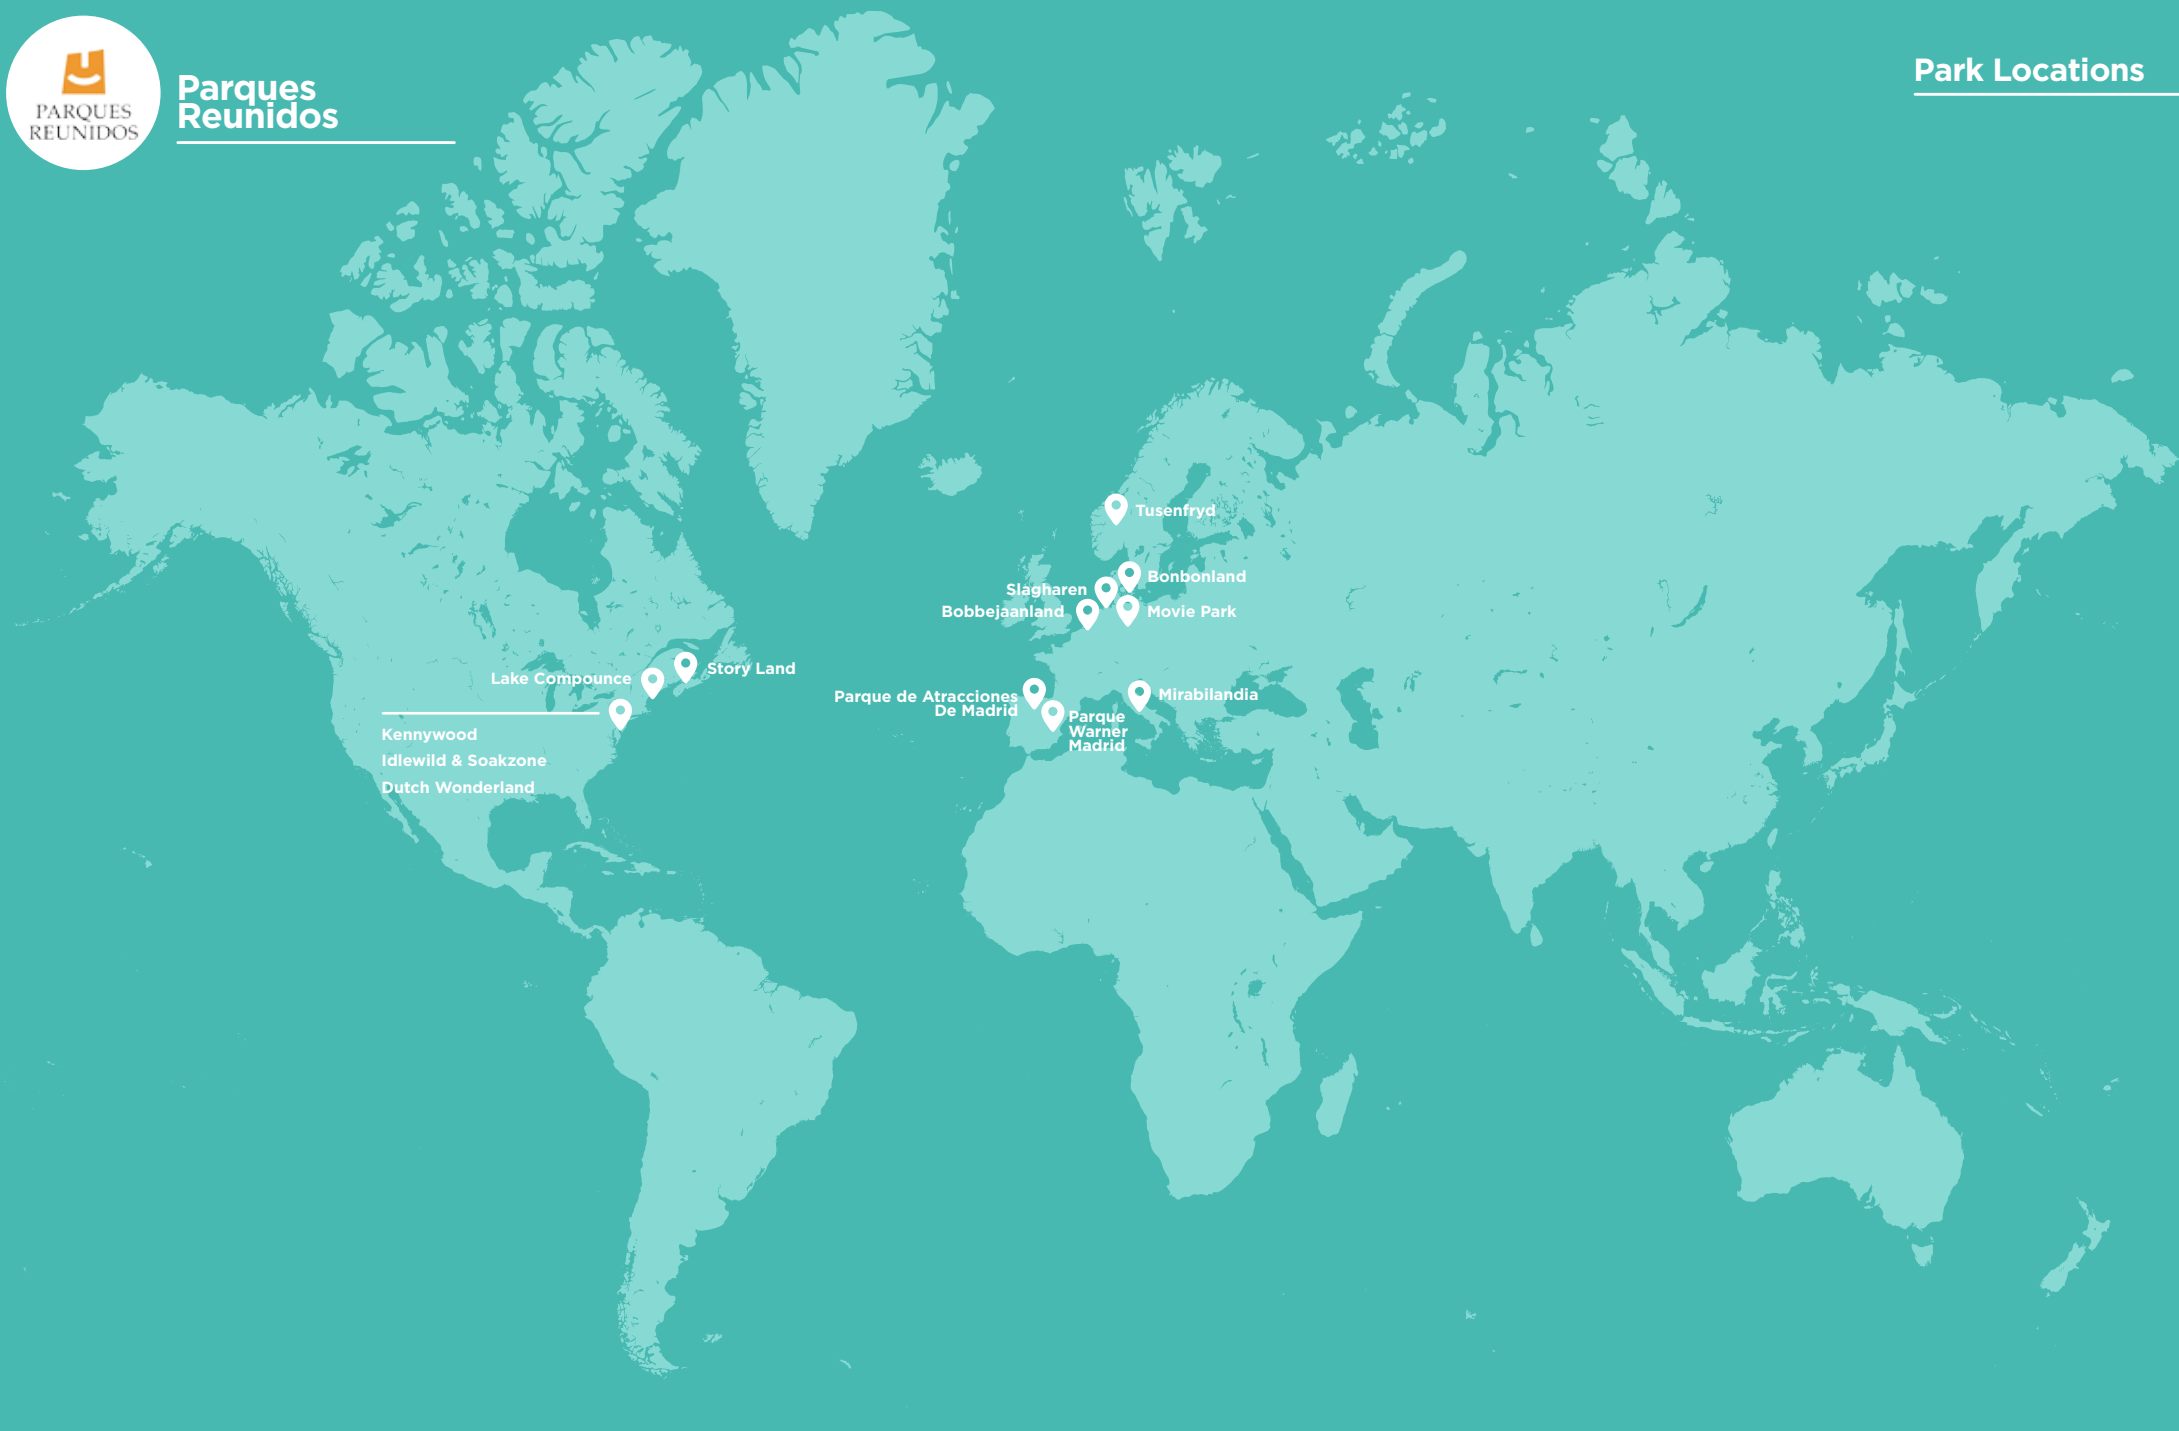 PARQUES
REUNIDOS
Parques
Reunidos
Park Locations
Tusenfryd
Bonbonland
Slagharen
Bobbejaanland
Movie Park
Story Land
Lake Compounce
Parque de Atracciones
De Madrid
Mirabilandia
Parque
Warner
Madrid
Kennywood
Idlewild & Soakzone
Dutch Wonderland